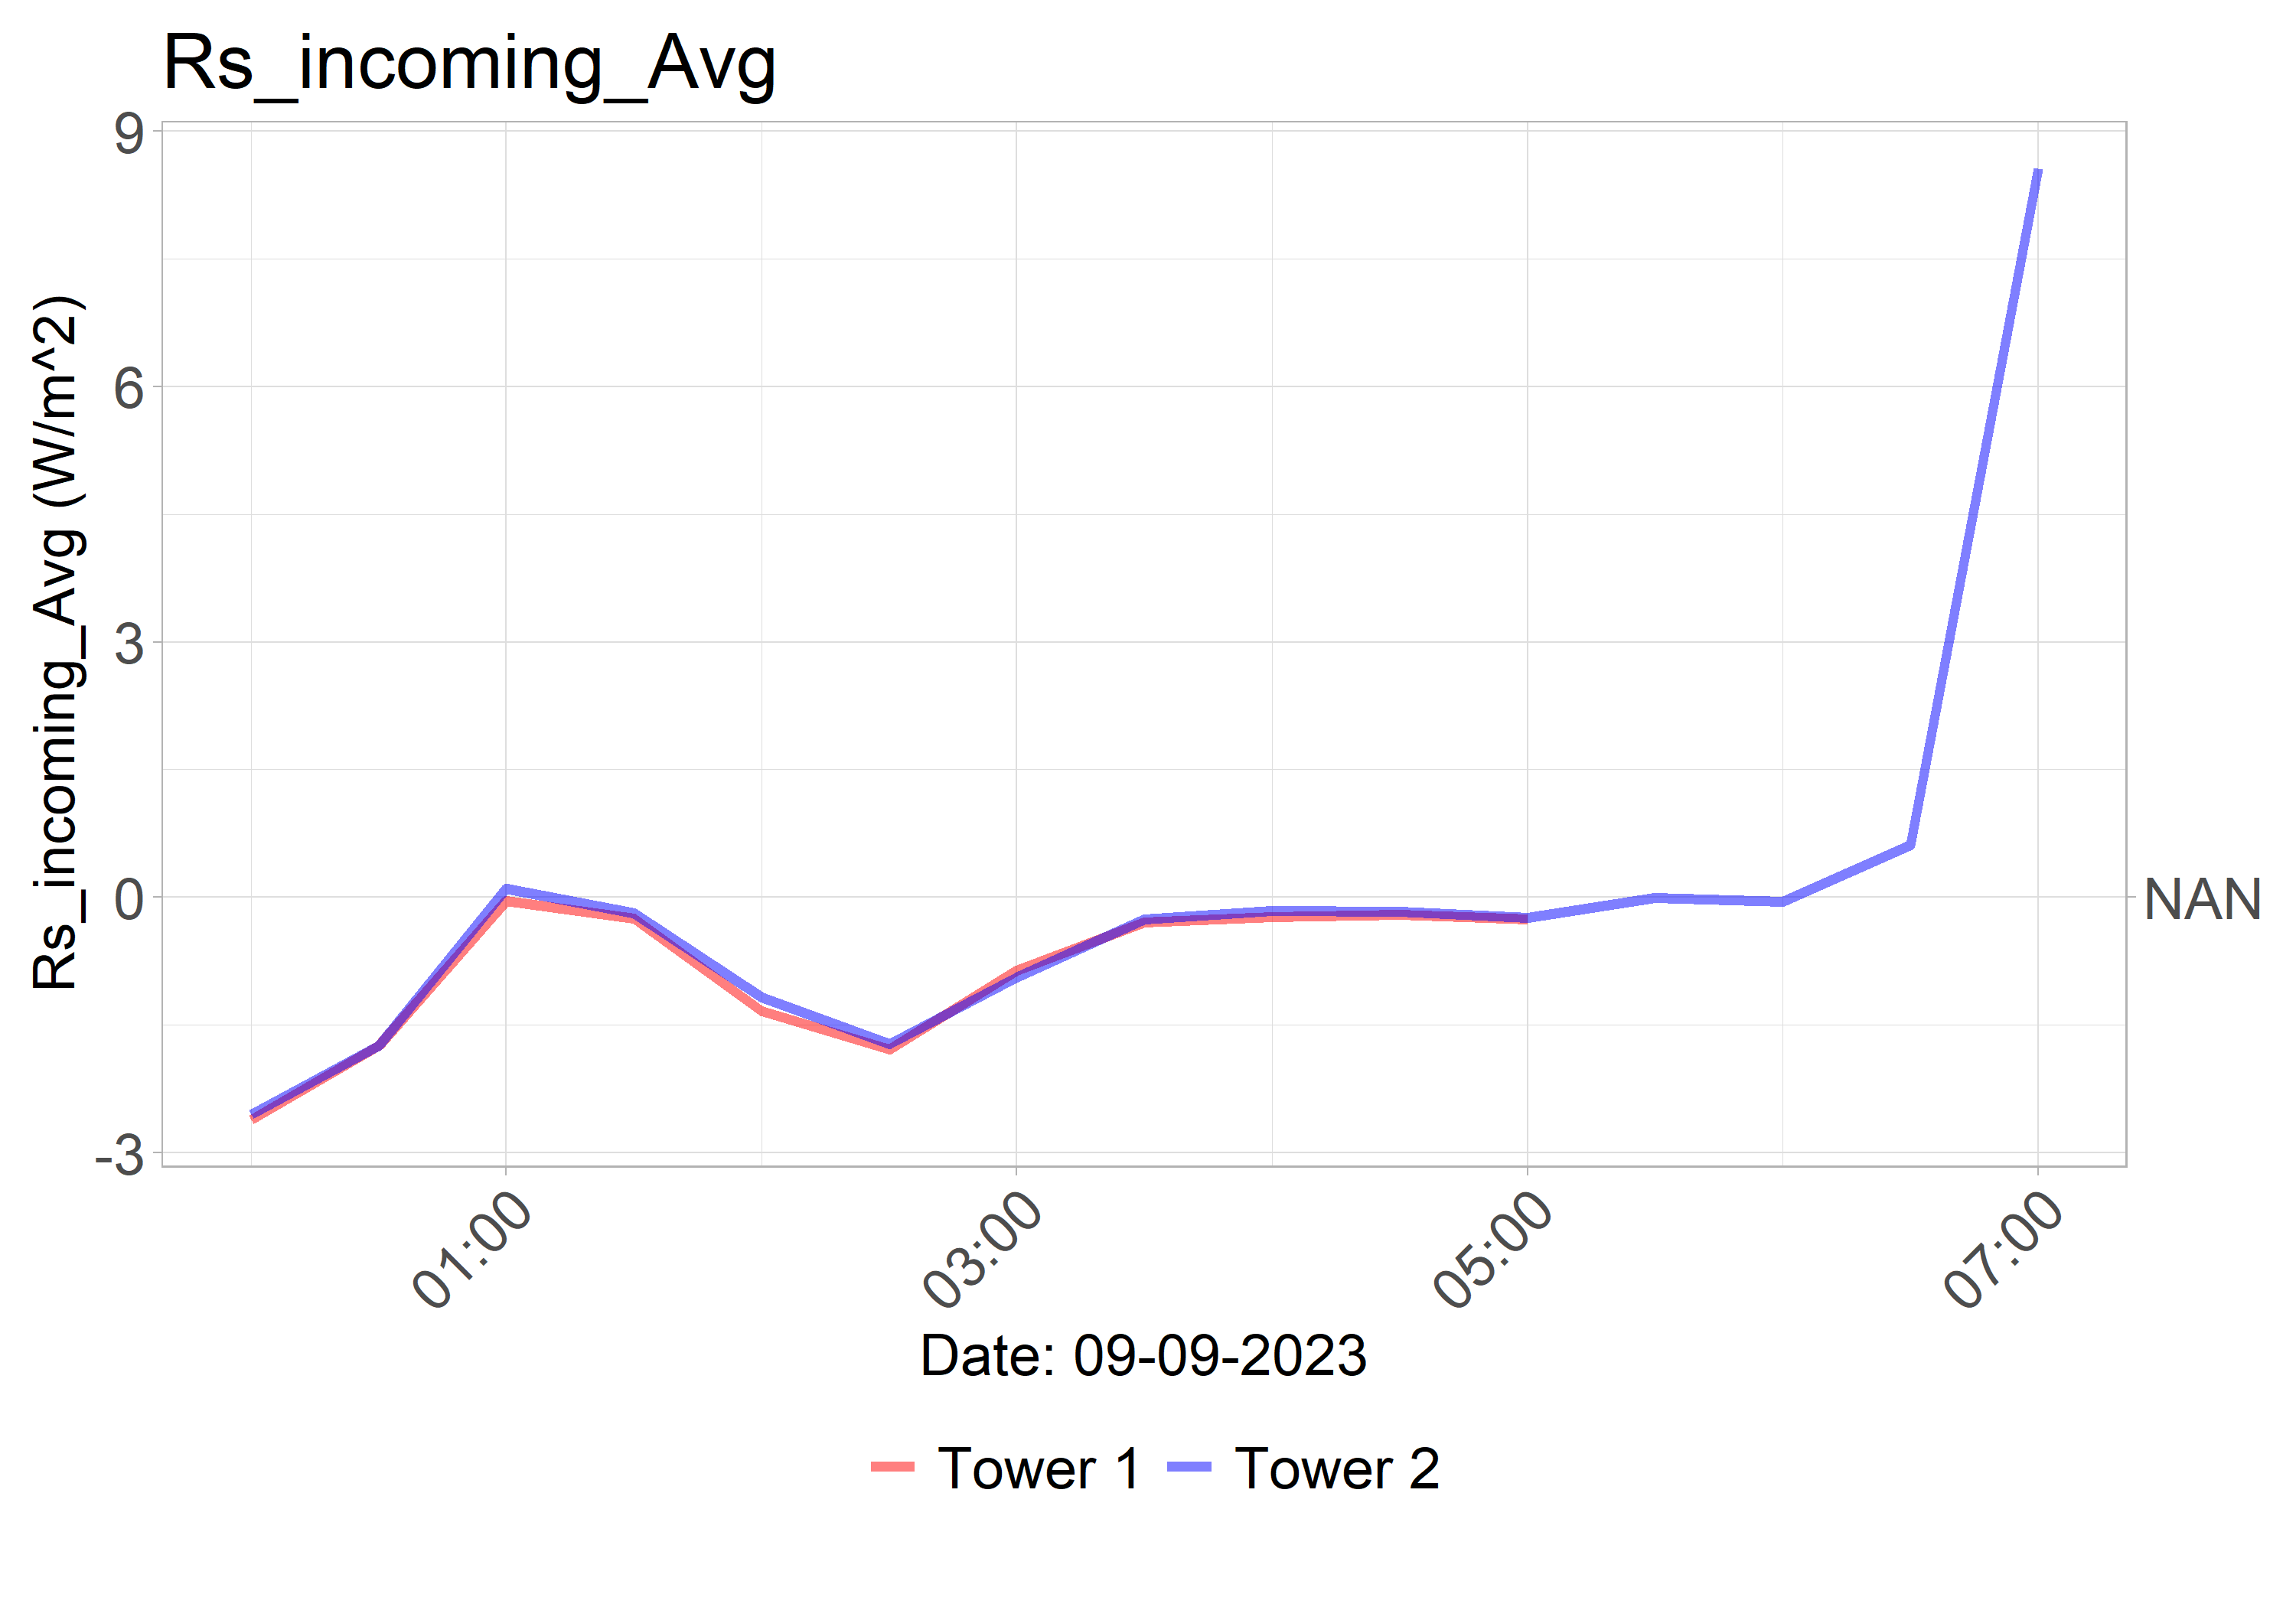 Rs_incoming_Avg
Rs_incoming_Avg (W/m^2)
9
6
3
0
-3
NAN
01:00
03:00
05:00
07:00
Date: 09-09-2023
Tower 1
Tower 2